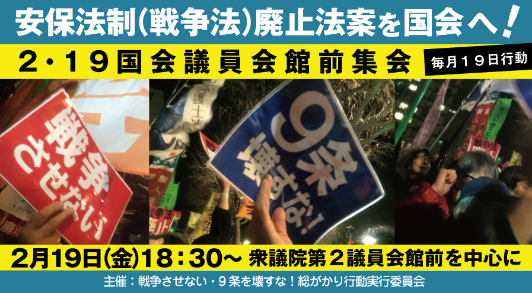 安保法制(戦争法)廃止法案を国会へ!
2・19国会議員会館前集会
毎月19日行動
戦争
させない
9条
壊すな!
2月19日(金)18:30~ 衆議院第2議員会館前を中心に
主催：戦争させない・9条を壊すな!総がかり行動実行委員会